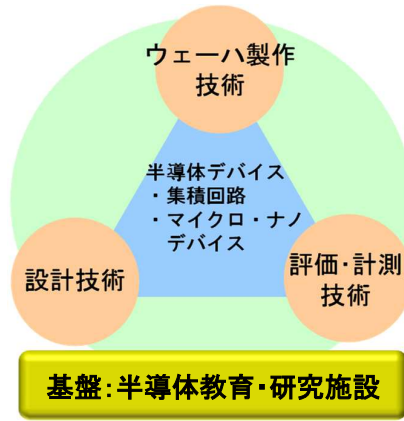 ウェーハ製作
技術
半導体デバイス
・集積回路
・マイクロ・ナノ
デバイス
設計技術
評価・計測
技術
基盤：半導体教育・研究施設